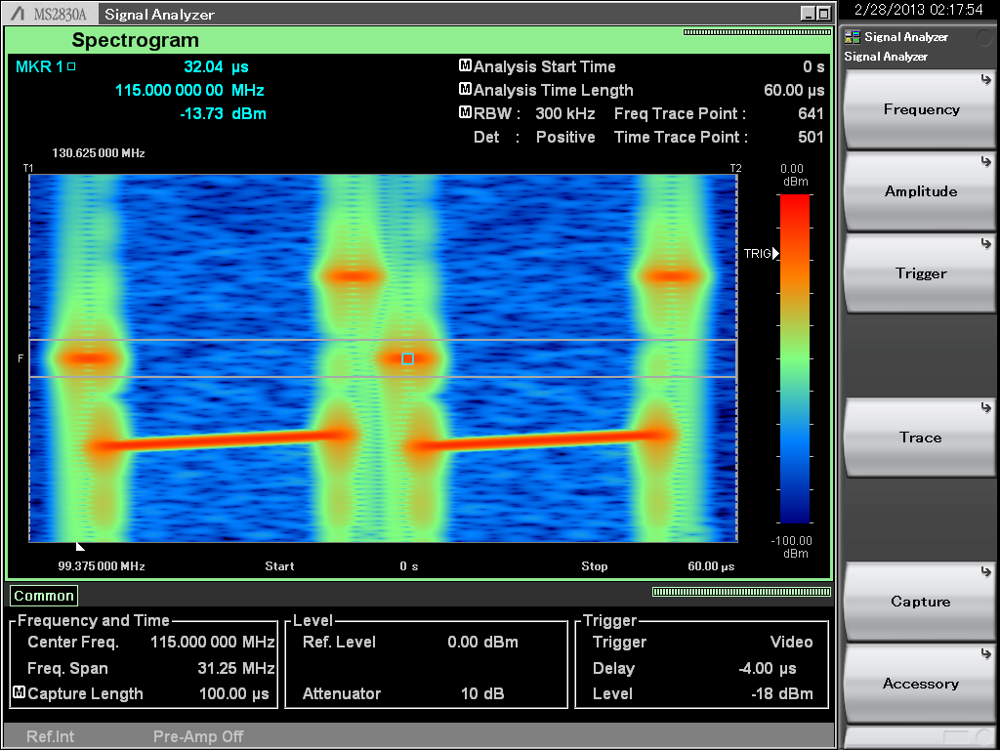 MS2830A Signal Analyzer
2/28/2013 02:17:54
Spectrogram
Signal Analyzer
Signal Analyzer
MKR 1 32.04 µs
115.000 000 00 MHz
-13.73 dBm
M Analysis Start Time 0 s
M Analysis Time Length 60.00 µs
M RBW : 300 kHz Freq Trace Point : 641
Det : Positive Time Trace Point : 501
130.625 000 MHz
T1
T2
0.00
dBm
TRIG
F
-100.00
dBm
99.375 000 MHz Start 0 s Stop 60.00 µs
Common
Frequency and Time
Center Freq. 115.000 000 MHz
Freq. Span 31.25 MHz
M Capture Length 100.00 µs
Level
Ref. Level 0.00 dBm
Attenuator 10 dB
Trigger
Trigger Video
Delay -4.00 µs
Level -18 dBm
Ref.Int Pre-Amp Off
Frequency
Amplitude
Trigger
Trace
Capture
Accessory